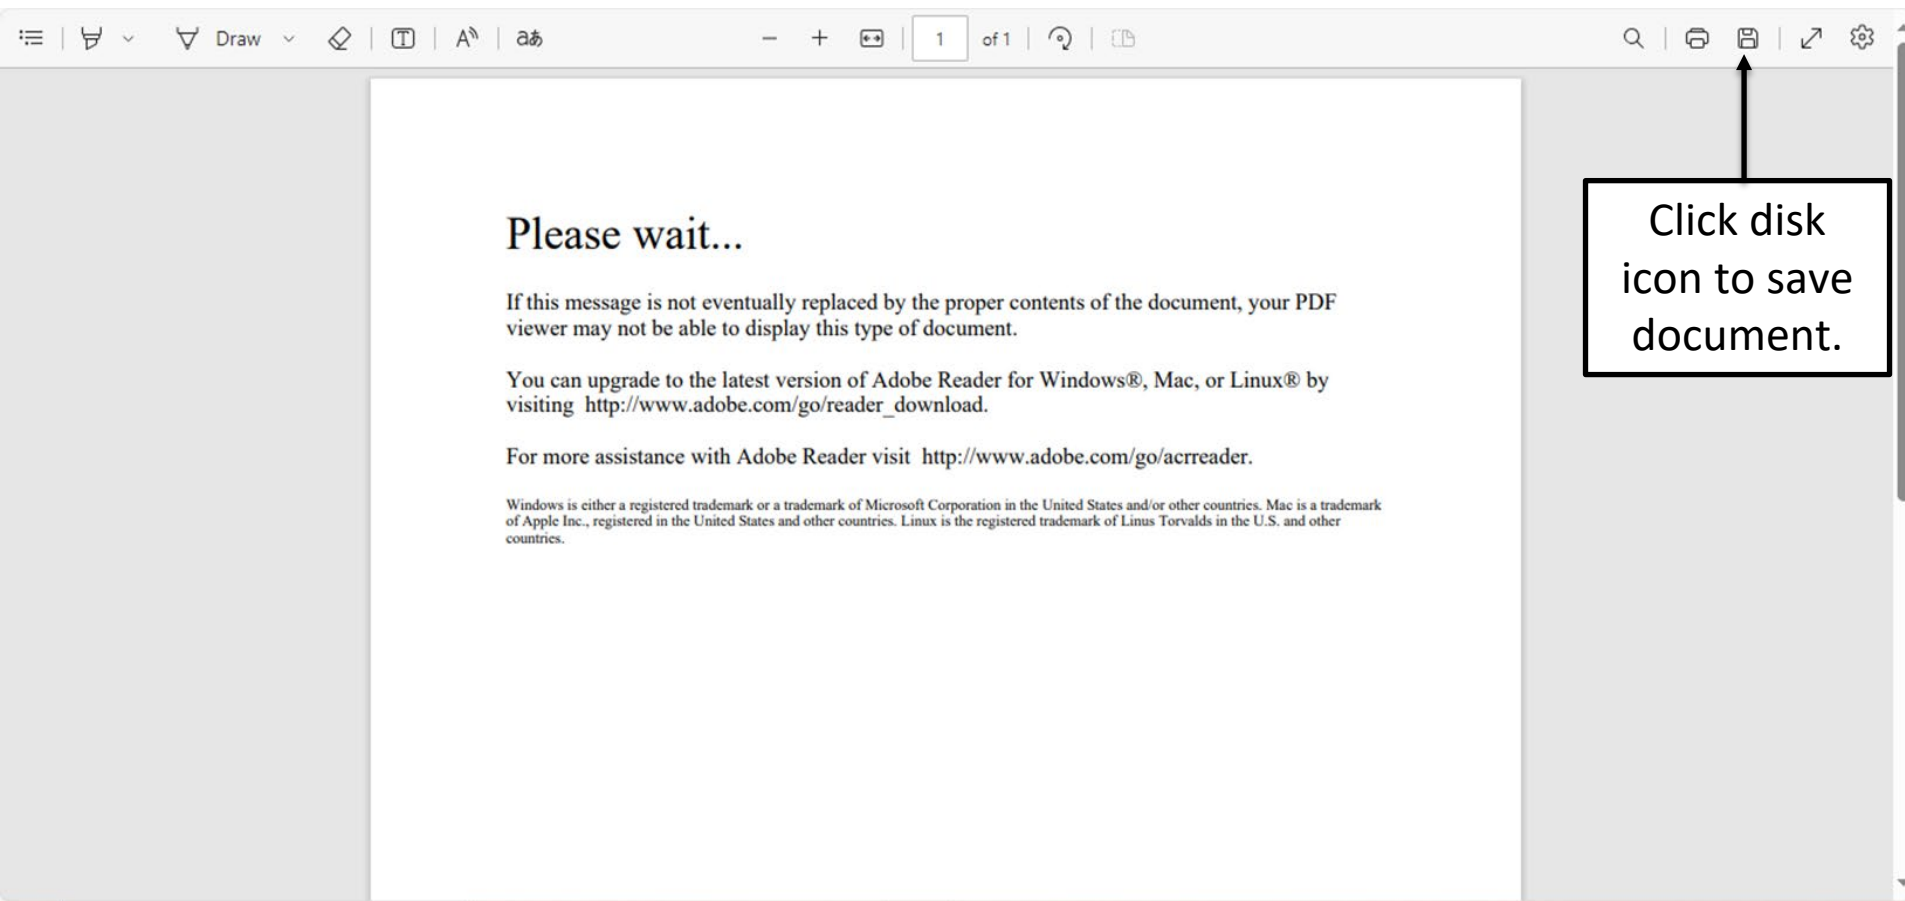 Draw
aあ
1 of 1
Click disk
icon to save
document.
Please wait...
If this message is not eventually replaced by the proper contents of the document, your PDF
viewer may not be able to display this type of document.
You can upgrade to the latest version of Adobe Reader for Windows®, Mac, or Linux® by
visiting http://www.adobe.com/go/reader_download.
For more assistance with Adobe Reader visit http://www.adobe.com/go/acrreader.
Windows is either a registered trademark or a trademark of Microsoft Corporation in the United States and/or other countries. Mac is a trademark
of Apple Inc., registered in the United States and other countries. Linux is the registered trademark of Linus Torvalds in the U.S. and other
countries.